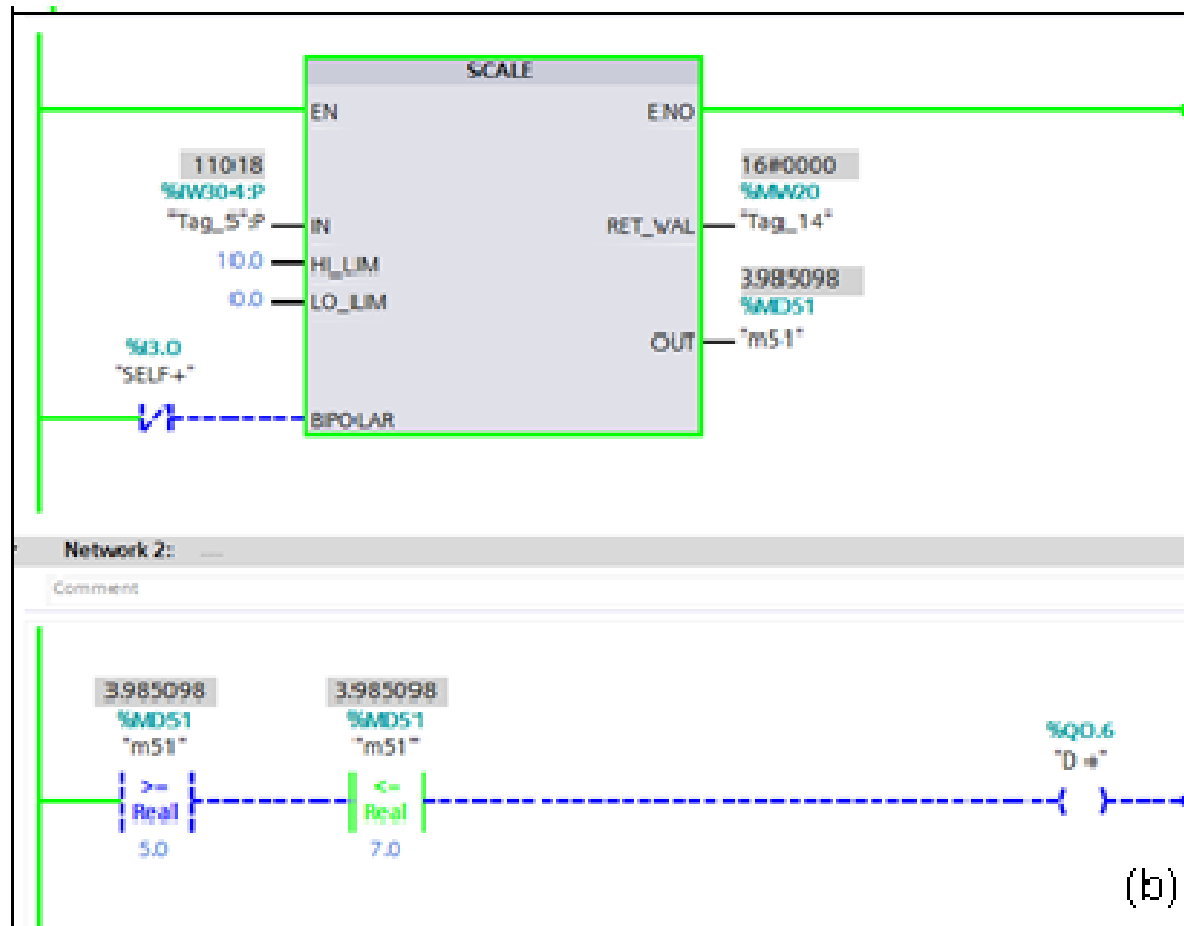 SCALE
EN
ENO
11018
%IW304:P
"Tag_5":P
IN
10.0
HI_LIM
0.0
LO_LIM
16#0000
%MW20
RET_VAL
"Tag_14"
3.985098
%MD51
OUT
"m51"
%I3.0
"SELF+"
BIPOLAR
Network 2: ....
Comment
3.985098
3.985098
%MD51
%MD51
"m51"
"m51"
%Q0.6
>=
<=
Real
Real
5.0
7.0
(b)